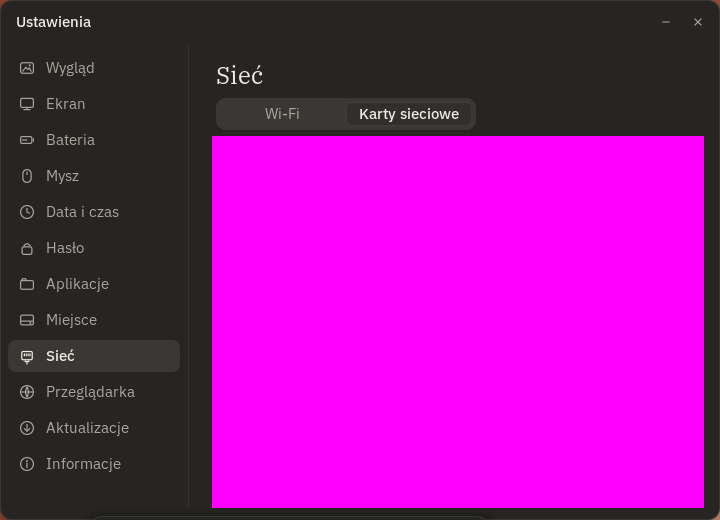 Ustawienia
Wygląd
Ekran
Bateria
Mysz
Data i czas
Hasło
Aplikacje
Miejsce
Sieć
Przeglądarka
Aktualizacje
Informacje
Sieć
Wi-Fi
Karty sieciowe